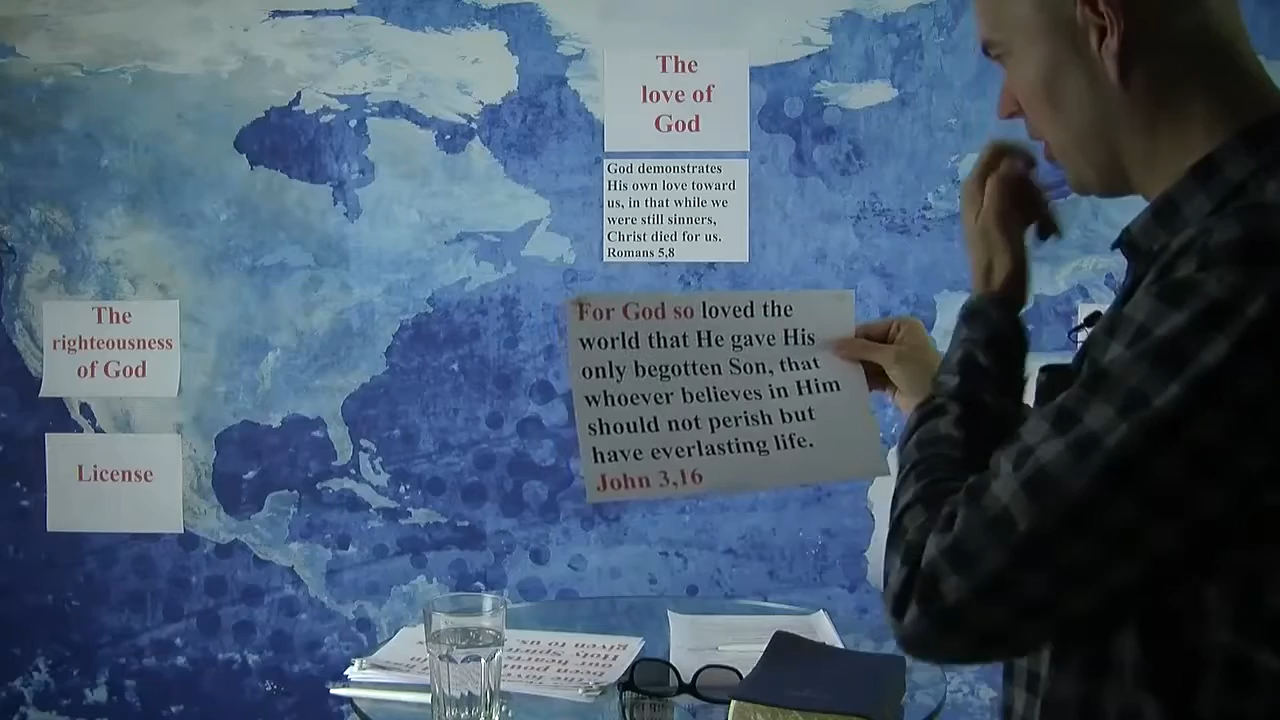 The
love of
God
God demonstrates
His own love toward
us, in that while we
were still sinners,
Christ died for us.
Romans 5,8
The
righteousness
of God
License
For God so loved the
world that He gave His
only begotten Son, that
whoever believes in Him
should not perish but
have everlasting life.
John 3,16
given to us.